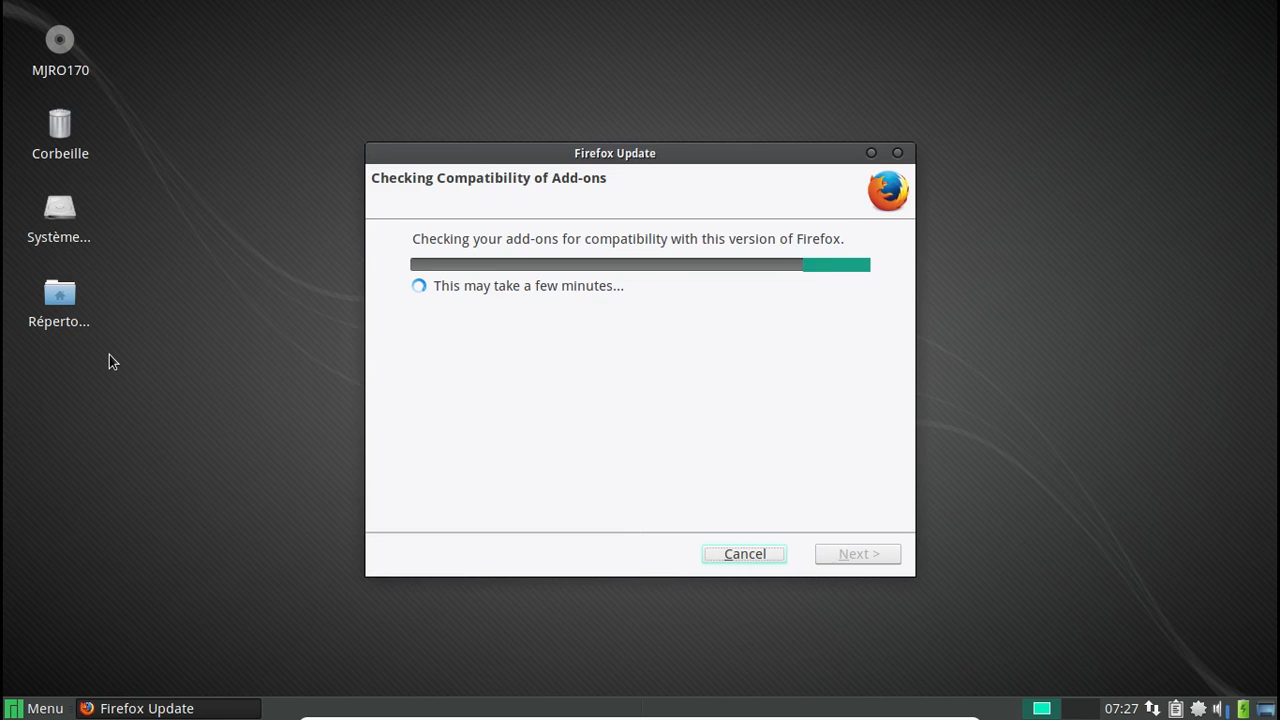 MJRO170
Corbeille
Système...
Réperto...
Firefox Update
Checking Compatibility of Add-ons
Checking your add-ons for compatibility with this version of Firefox.
This may take a few minutes...
Cancel
Next >
Menu
Firefox Update
07:27